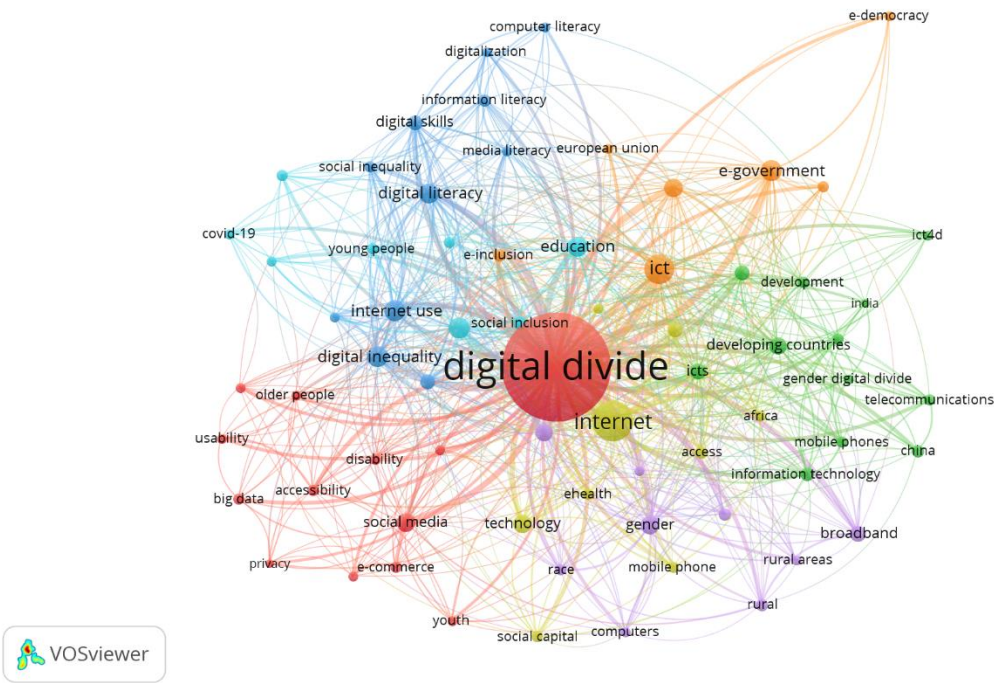 e-democracy
computer literacy
digitalization
information literacy
digital skills
media literacy
european union
social inequality
e-government
digital literacy
covid-19
ict4d
young people
education
e-inclusion
ict
development
india
internet use
social inclusion
developing countries
digital inequality
digital divide
icts
gender digital divide
older people
telecommunications
africa
internet
usability
mobile phones
china
disability
access
information technology
big data
accessibility
ehealth
social media
technology
gender
broadband
privacy
e-commerce
race
mobile phone
rural areas
rural
youth
social capital
computers
VOSviewer